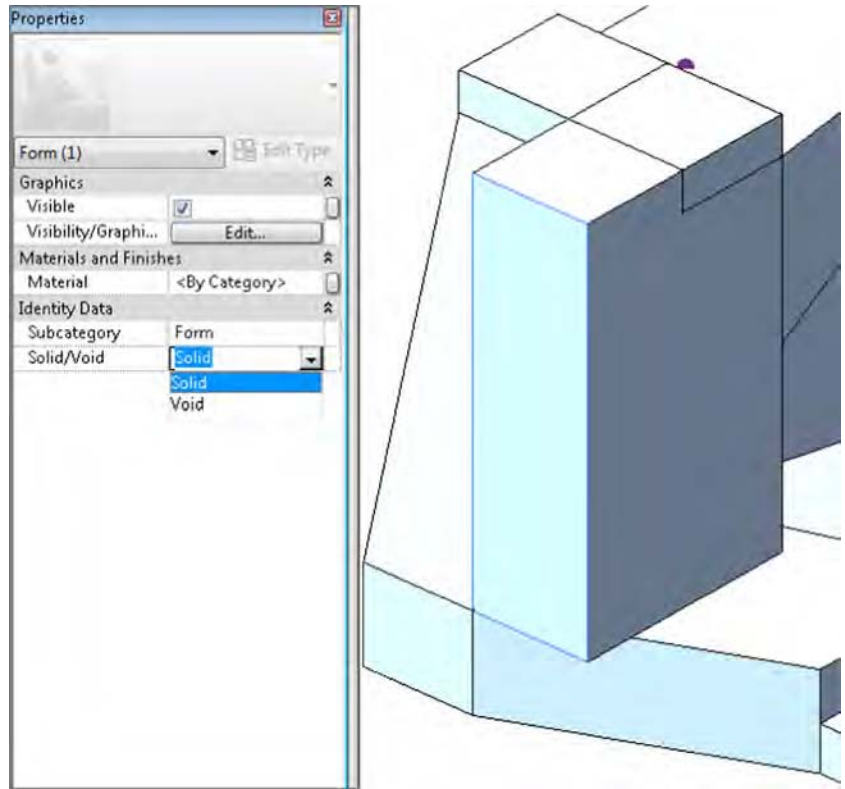 Properties
Form (1) Edit Type
Graphics
Visible
Visibility/Graphi... Edit...
Materials and Finishes
Material <By Category>
Identity Data
Subcategory Form
Solid/Void Solid
Solid
Void